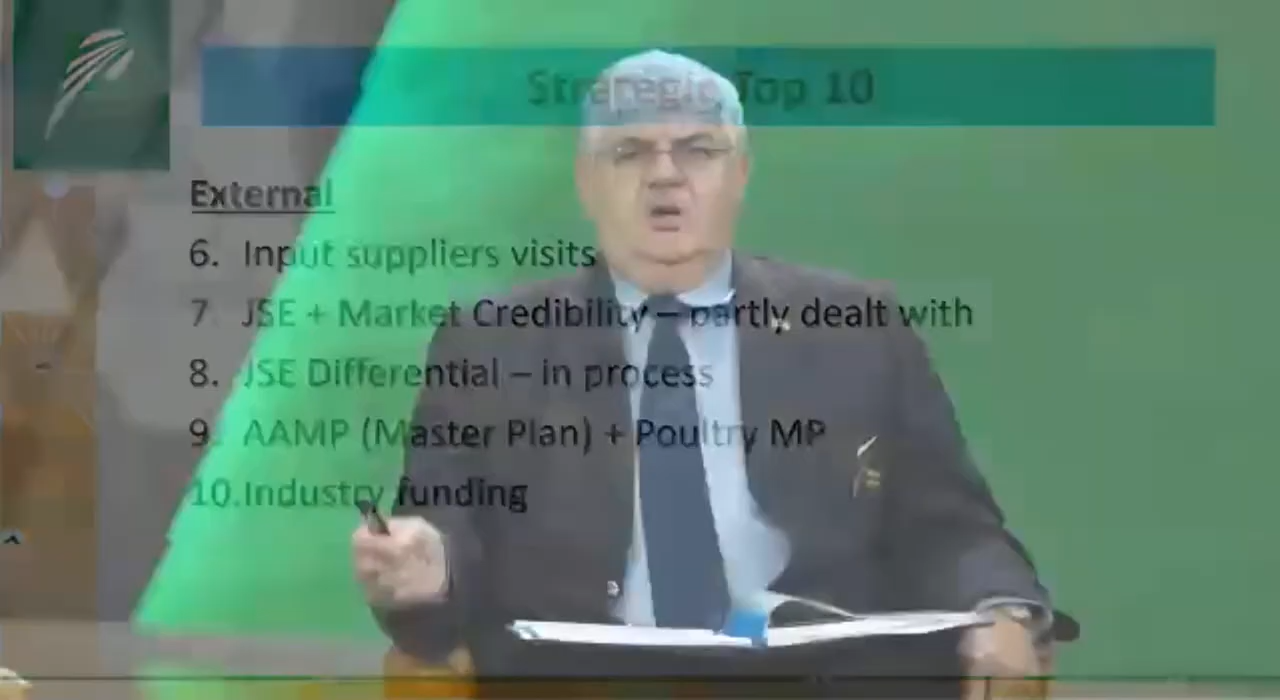 Strategic Top 10
External
6. Input suppliers visits
7. JSE + Market Credibility – partly dealt with
8. JSE Differential – in process
9. AAMP (Master Plan) + Poultry MP
10. Industry funding